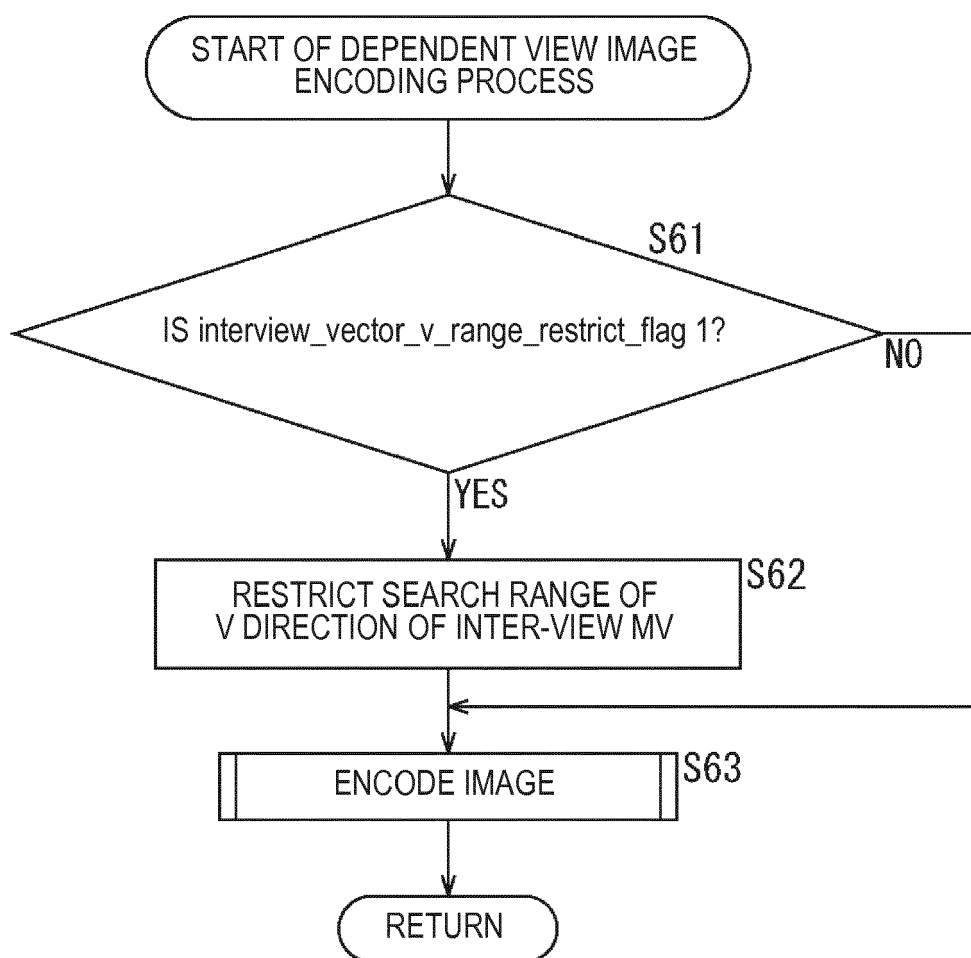 START OF DEPENDENT VIEW IMAGE
ENCODING PROCESS
S61
IS interview_vector_v_range_restrict_flag 1?
NO
YES
S62
RESTRICT SEARCH RANGE OF
V DIRECTION OF INTER-VIEW MV
ENCODE IMAGE
S63
RETURN